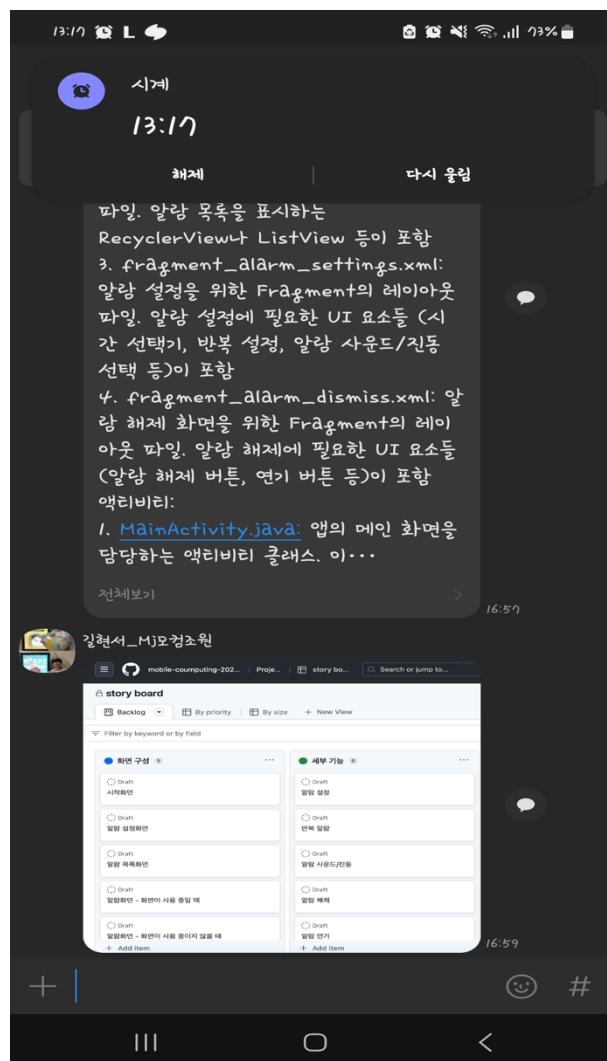 13:17
73%
시계
13:17
해제
다시 울림
파일. 알람 목록을 표시하는
RecyclerView나 ListView 등이 포함
3. fragment_alarm_settings.xml:
알람 설정을 위한 Fragment의 레이아웃
파일. 알람 설정에 필요한 UI 요소들 (시
간 선택기, 반복 설정, 알람 사운드/진동
선택 등)이 포함
4. fragment_alarm_dismiss.xml: 알
람 해제 화면을 위한 Fragment의 레이
아웃 파일. 알람 해제에 필요한 UI 요소들
(알람 해제 버튼, 연기 버튼 등)이 포함
액티비티:
1. MainActivity.java: 앱의 메인 화면을
담당하는 액티비티 클래스. 이...
전체보기
16:57
길현서_MJ모컴조원
mobile-coumputing-202... / Proje... / story bo... Search or jump to...
story board
Backlog By priority By size + New View
Filter by keyword or by field
화면 구성 5 ...
세부 기능 8 ...
Draft
시작화면
Draft
알람 설정
Draft
알람 설정화면
Draft
반복 알람
Draft
알람 목록화면
Draft
알람 사운드/진동
Draft
알람화면 - 화면이 사용 중일 때
Draft
알람 해제
Draft
알람화면 - 화면이 사용 중이지 않을 때
Draft
알람 연기
+ Add item
+ Add item
16:59
#